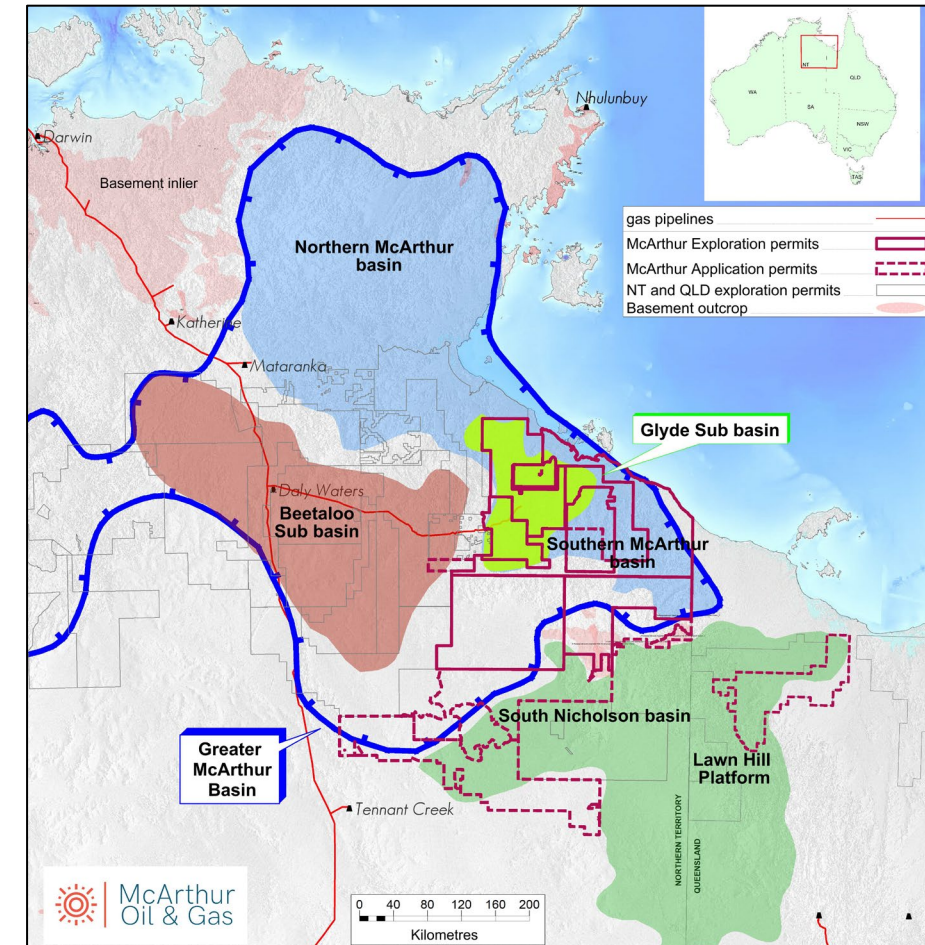 Nhulunbuy
Darwin
Basement inlier
Northern McArthur
basin
Katherine
Mataranka
Daly Waters
Beetaloo
Sub basin
Glyde Sub basin
Southern McArthur
basin
South Nicholson basin
Lawn Hill
Platform
Greater
McArthur
Basin
Tennant Creek
NORTHERN TERRITORY
QUEENSLAND
WA
NT
QLD
SA
NSW
VIC
TAS
gas pipelines
McArthur Exploration permits
McArthur Application permits
NT and QLD exploration permits
Basement outcrop
McArthur
Oil & Gas
0 40 80 120 160 200
Kilometres